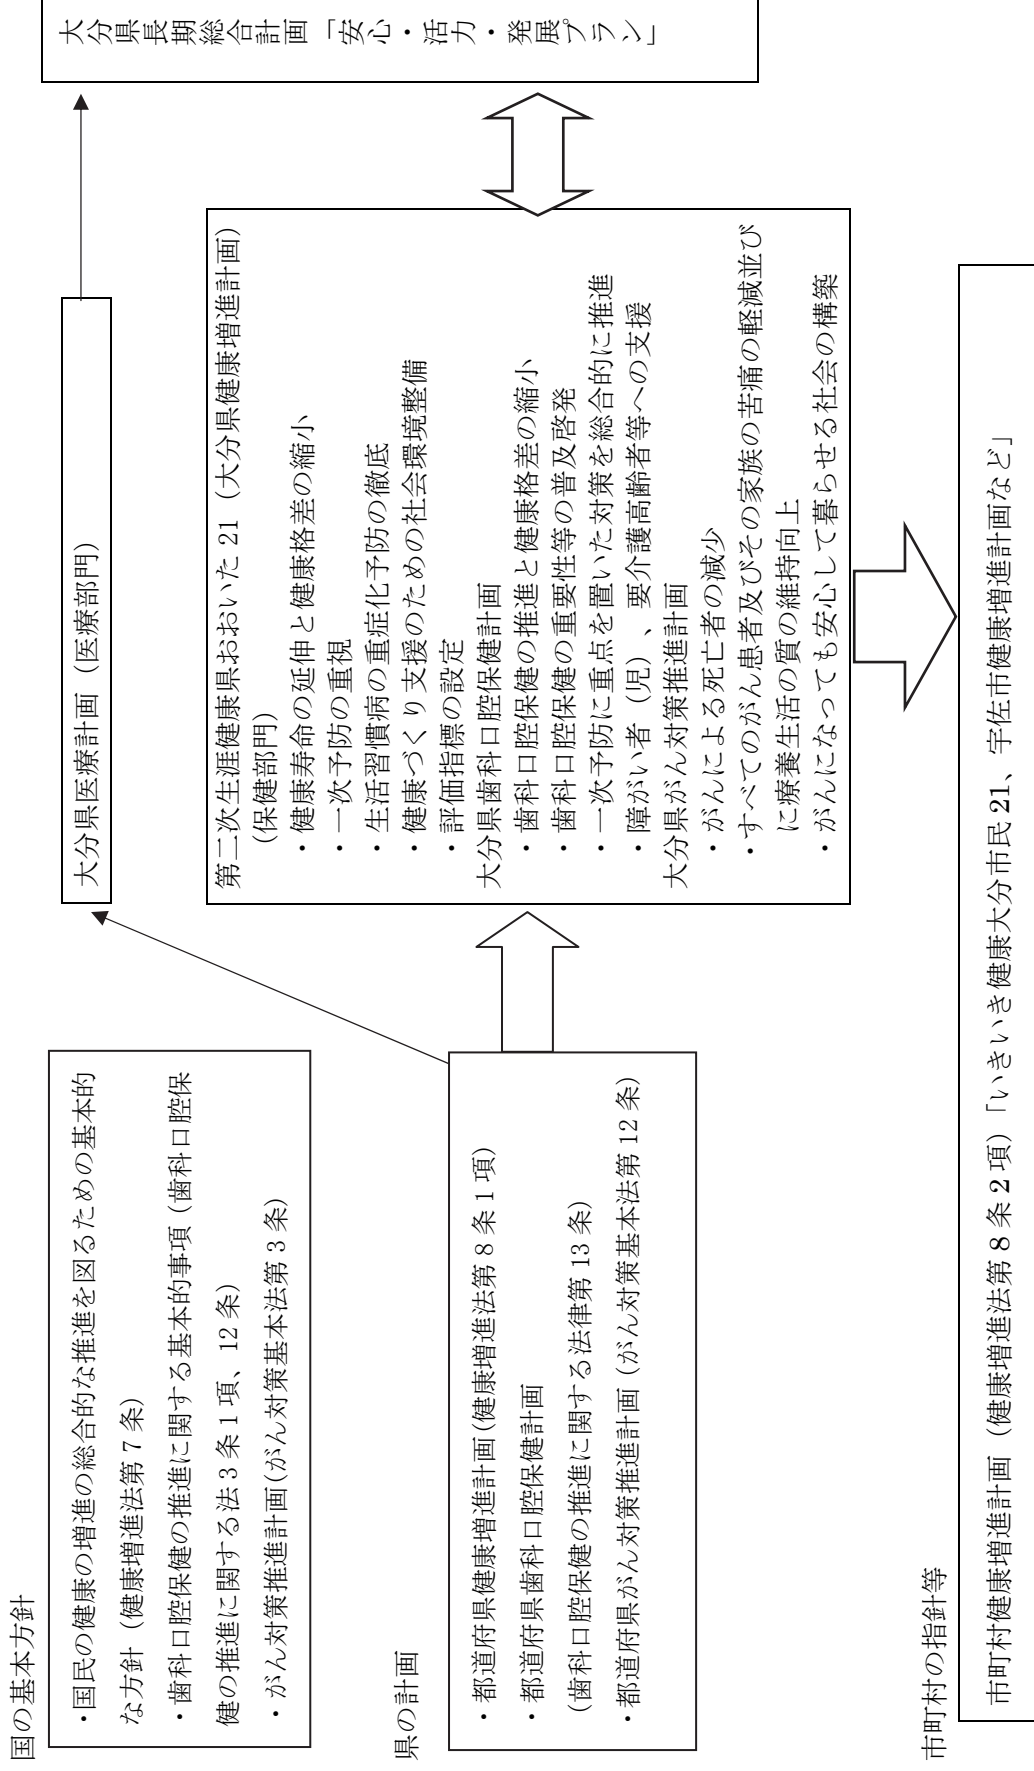 国の基本方針
・国民の健康の増進の総合的な推進を図るための基本的
な方針（健康増進法第７条）
・歯科口腔保健の推進に関する基本的事項（歯科口腔保
健の推進に関する法３条１項、12 条）
・がん対策推進計画（がん対策基本法第３条）
県の計画
・都道府県健康増進計画（健康増進法第８条１項）
・都道府県歯科口腔保健計画
（歯科口腔保健の推進に関する法律第 13 条）
・都道府県がん対策推進計画（がん対策基本法第 12 条）
大分県医療計画（医療部門）
第二次生涯健康県おおいた 21（大分県健康増進計画）
（保健部門）
・健康寿命の延伸と健康格差の縮小
・一次予防の重視
・生活習慣病の重症化予防の徹底
・健康づくり支援のための社会環境整備
・評価指標の設定
大分県歯科口腔保健計画
・歯科口腔保健の推進と健康格差の縮小
・歯科口腔保健の重要性等の普及啓発
・一次予防に重点を置いた対策を総合的に推進
・障がい者（児）、要介護高齢者等への支援
大分県がん対策推進計画
・がんによる死亡者の減少
・すべてのがん患者及びその家族の苦痛の軽減並び
に療養生活の質の維持向上
・がんになっても安心して暮らせる社会の構築
大分県長期総合計画「安心・活力・発展プラン」
市町村の指針等
市町村健康増進計画（健康増進法第８条２項）「いきいき健康大分市民 21、宇佐市健康増進計画など」